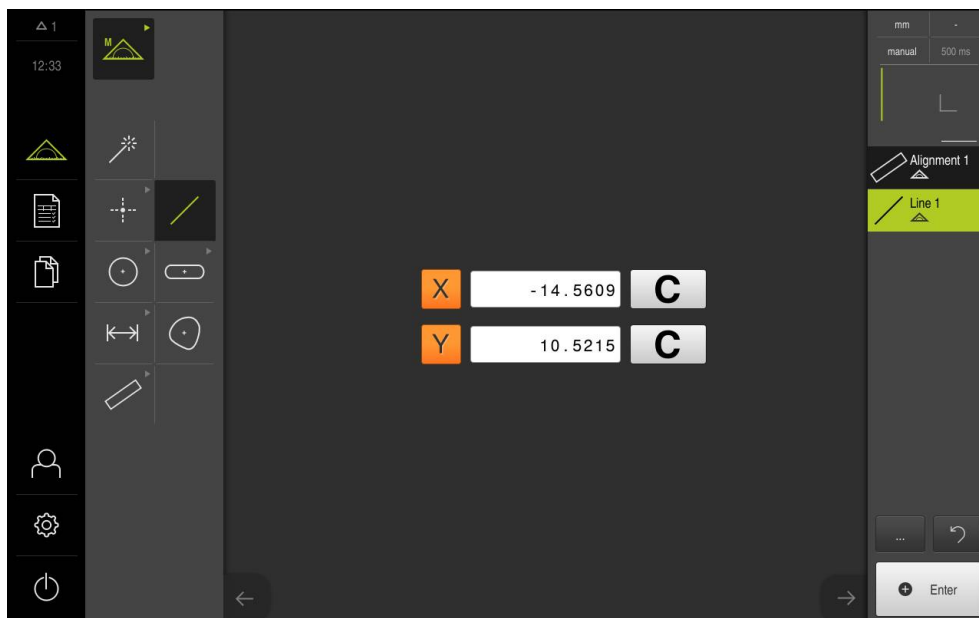 1
12:33
M
X
-14.5609
C
Y
10.5215
C
mm
-
manual
500 ms
Alignment 1
Line 1
...
Enter